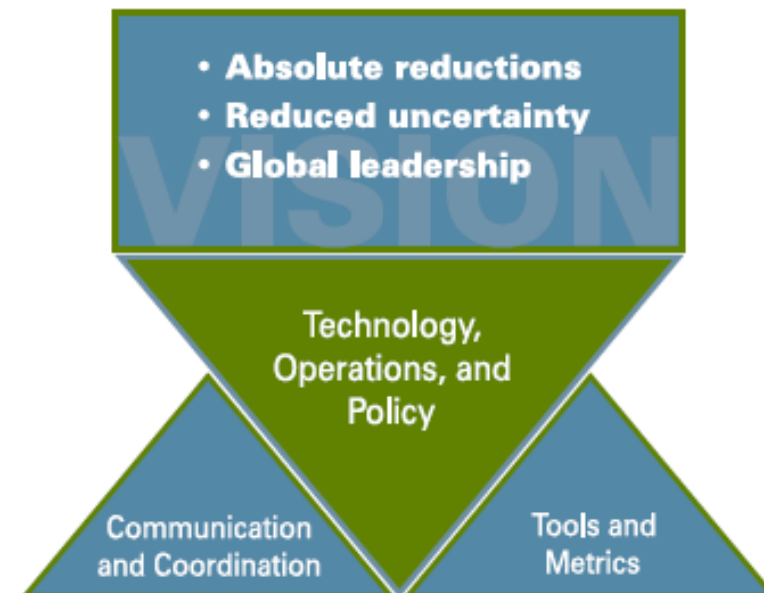 VISION
• Absolute reductions
• Reduced uncertainty
• Global leadership
Technology,
Operations, and
Policy
Communication
and Coordination
Tools and
Metrics